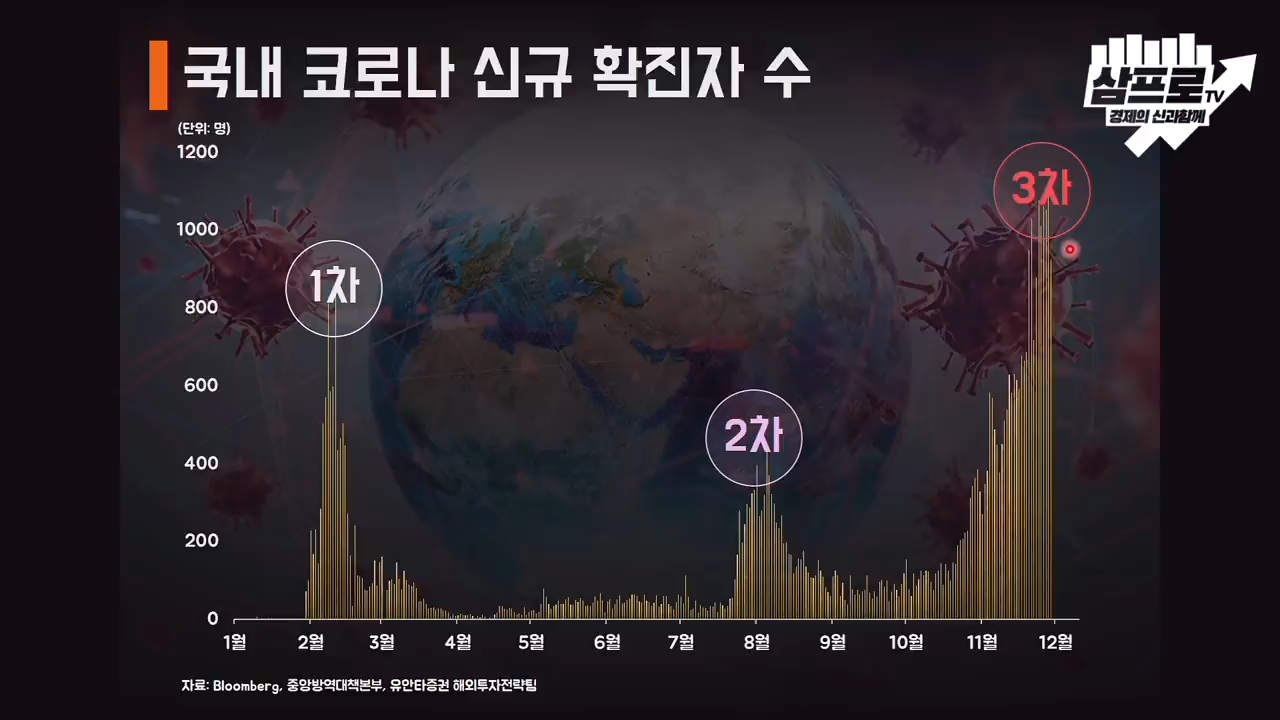 국내 코로나 신규 확진자 수
삼프로TV
경제의 신과함께
(단위: 명)
1200
1000
800
600
400
200
0
1차
2차
3차
1월 2월 3월 4월 5월 6월 7월 8월 9월 10월 11월 12월
자료: Bloomberg, 중앙방역대책본부, 유안타증권 해외투자전략팀